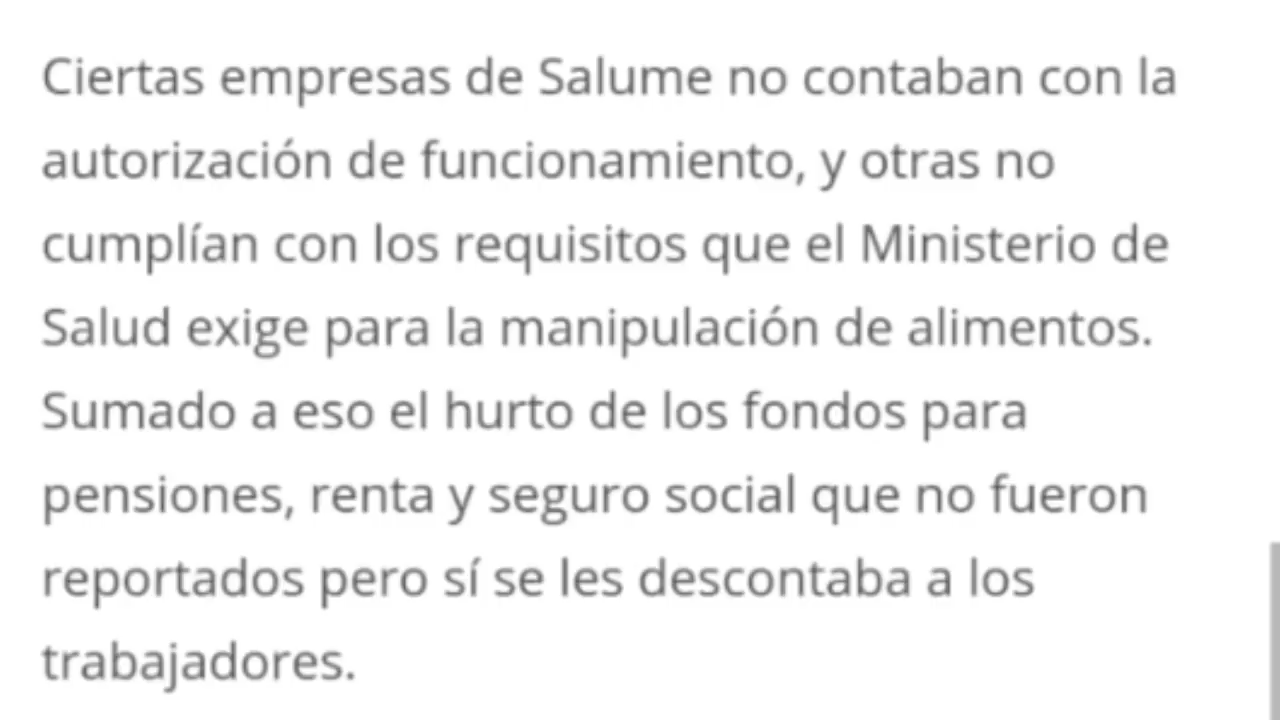 Ciertas empresas de Salume no contaban con la
autorización de funcionamiento, y otras no
cumplían con los requisitos que el Ministerio de
Salud exige para la manipulación de alimentos.
Sumado a eso el hurto de los fondos para
pensiones, renta y seguro social que no fueron
reportados pero sí se les descontaba a los
trabajadores.